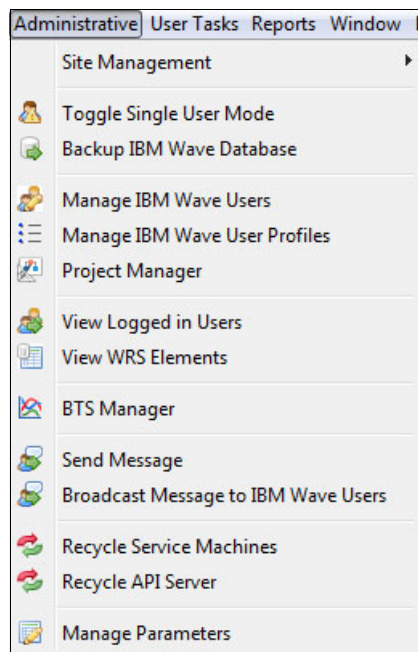 Administrative User Tasks Reports Window
Site Management
Toggle Single User Mode
Backup IBM Wave Database
Manage IBM Wave Users
Manage IBM Wave User Profiles
Project Manager
View Logged in Users
View WRS Elements
BTS Manager
Send Message
Broadcast Message to IBM Wave Users
Recycle Service Machines
Recycle API Server
Manage Parameters